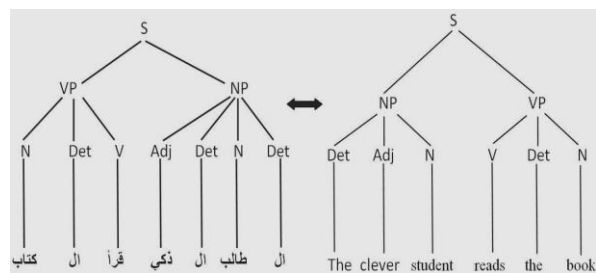 S
S
VP NP
NP VP
N Det V Adj Det N Det
Det Adj N V Det N
ال طالب ال ذكي قرأ ال كتاب
The clever student reads the book